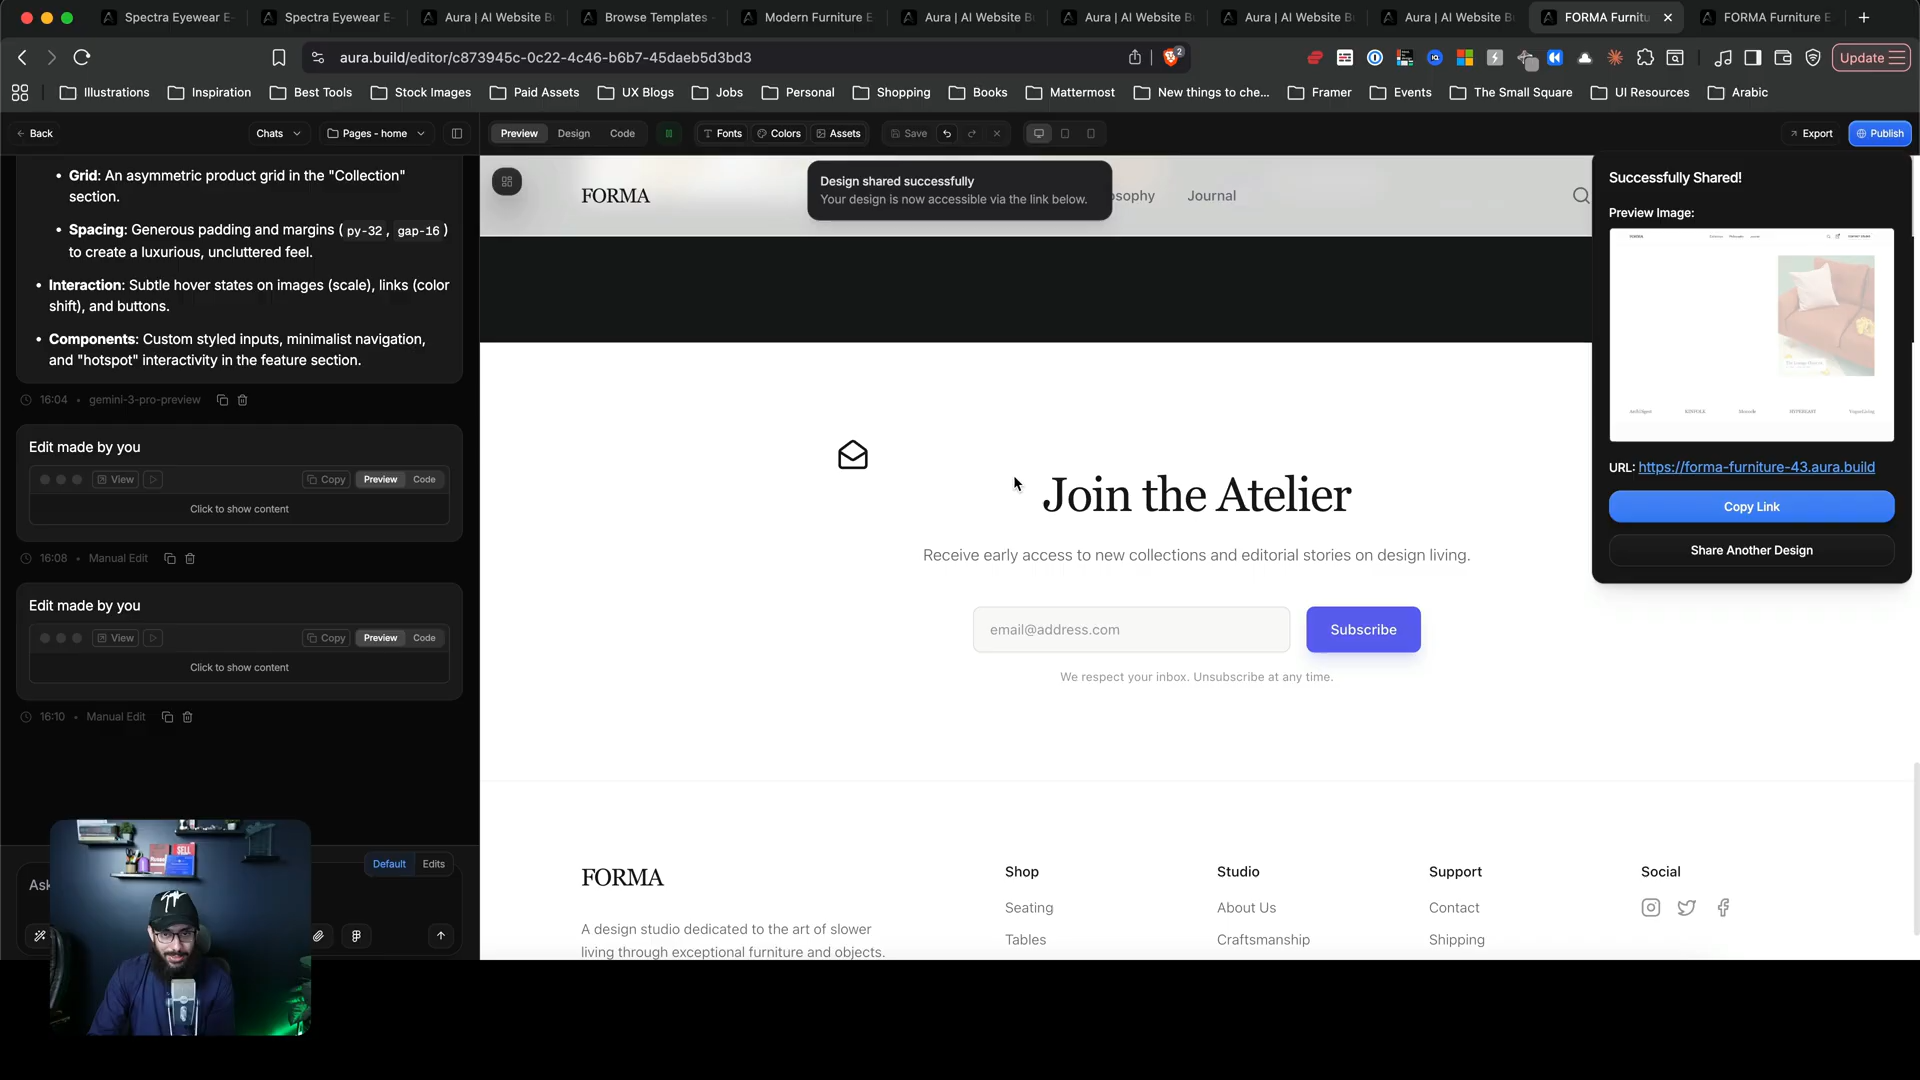 Spectra Eyewear E
Spectra Eyewear E
Aura | AI Website B
Browse Templates
Modern Furniture E
Aura | AI Website B
Aura | AI Website B
Aura | AI Website B
Aura | AI Website B
FORMA Furnitu
FORMA Furniture E
aura.build/editor/c873945c-0c22-4c46-b6b7-45daeb5d3bd3
2
Update
Illustrations
Inspiration
Best Tools
Stock Images
Paid Assets
UX Blogs
Jobs
Personal
Shopping
Books
Mattermost
New things to che...
Framer
Events
The Small Square
UI Resources
Arabic
Back
Chats
Pages - home
Preview
Design
Code
Fonts
Colors
Assets
Save
Export
Publish
• Grid: An asymmetric product grid in the "Collection"
section.
• Spacing: Generous padding and margins ( py-32 , gap-16 )
to create a luxurious, uncluttered feel.
• Interaction: Subtle hover states on images (scale), links (color
shift), and buttons.
• Components: Custom styled inputs, minimalist navigation,
and "hotspot" interactivity in the feature section.
16:04 • gemini-3-pro-preview
Edit made by you
View
Copy
Preview
Code
Click to show content
16:08 • Manual Edit
Edit made by you
View
Copy
Preview
Code
Click to show content
16:10 • Manual Edit
Default
Edits
Ask
FORMA
Design shared successfully
Your design is now accessible via the link below.
osophy
Journal
Join the Atelier
Receive early access to new collections and editorial stories on design living.
email@address.com
Subscribe
We respect your inbox. Unsubscribe at any time.
FORMA
A design studio dedicated to the art of slower
living through exceptional furniture and objects.
Shop
Seating
Tables
Studio
About Us
Craftsmanship
Support
Contact
Shipping
Social
Successfully Shared!
Preview Image:
URL: https://forma-furniture-43.aura.build
Copy Link
Share Another Design
SELL